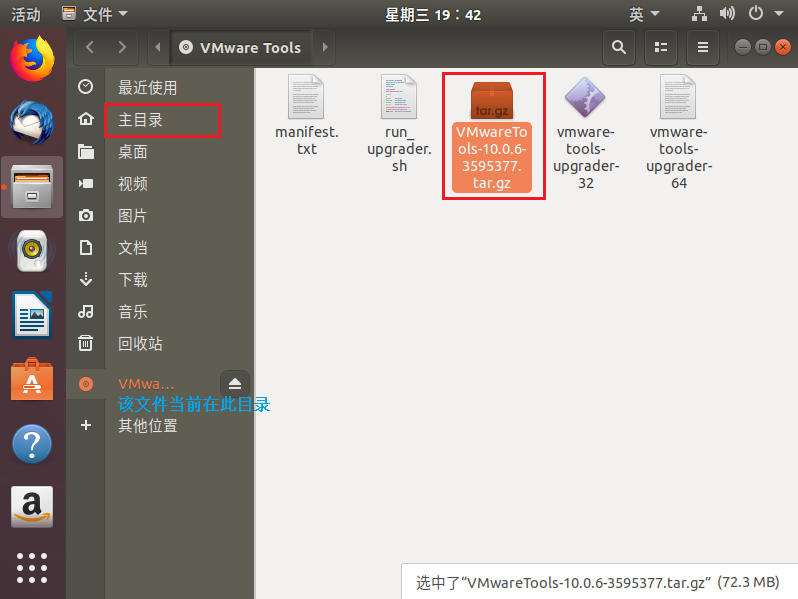 活动 文件 星期三 19：42 英
VMware Tools
最近使用
主目录
桌面
视频
图片
文档
下载
音乐
回收站
VMwa...
该文件当前在此目录
其他位置
manifest.
txt
run_
upgrader.
sh
tar.gz
VMwareTo
ols-10.0.6-
3595377.
tar.gz
vmware-
tools-
upgrader-
32
vmware-
tools-
upgrader-
64
选中了“VMwareTools-10.0.6-3595377.tar.gz” (72.3 MB)